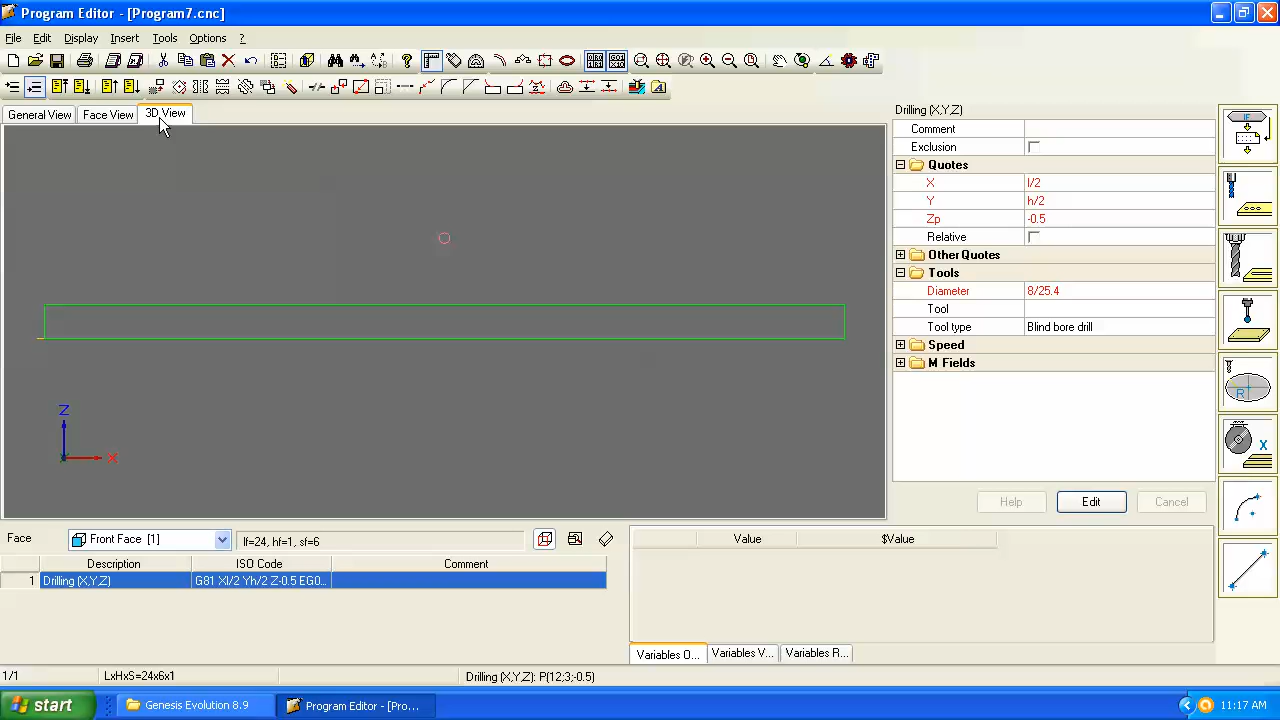 Program Editor - [Program7.cnc]
File Edit Display Insert Tools Options ?
General View Face View 3D View
Drilling (X,Y,Z)
Comment
Exclusion
Quotes
X l/2
Y h/2
Zp -0.5
Relative
Other Quotes
Tools
Diameter 8/25.4
Tool
Tool type Blind bore drill
Speed
M Fields
Z
X
IF
R
X
Help Edit Cancel
Face Front Face [1] lf=24, hf=1, sf=6
Description ISO Code Comment
1 Drilling (X,Y,Z) G81 Xl/2 Yh/2 Z-0.5 EG0...
Value $Value
Variables O... Variables V... Variables R...
1/1 LxHxS=24x6x1 Drilling (X,Y,Z): P(12;3;-0.5)
start Genesis Evolution 8.9 Program Editor - [Pro... 11:17 AM